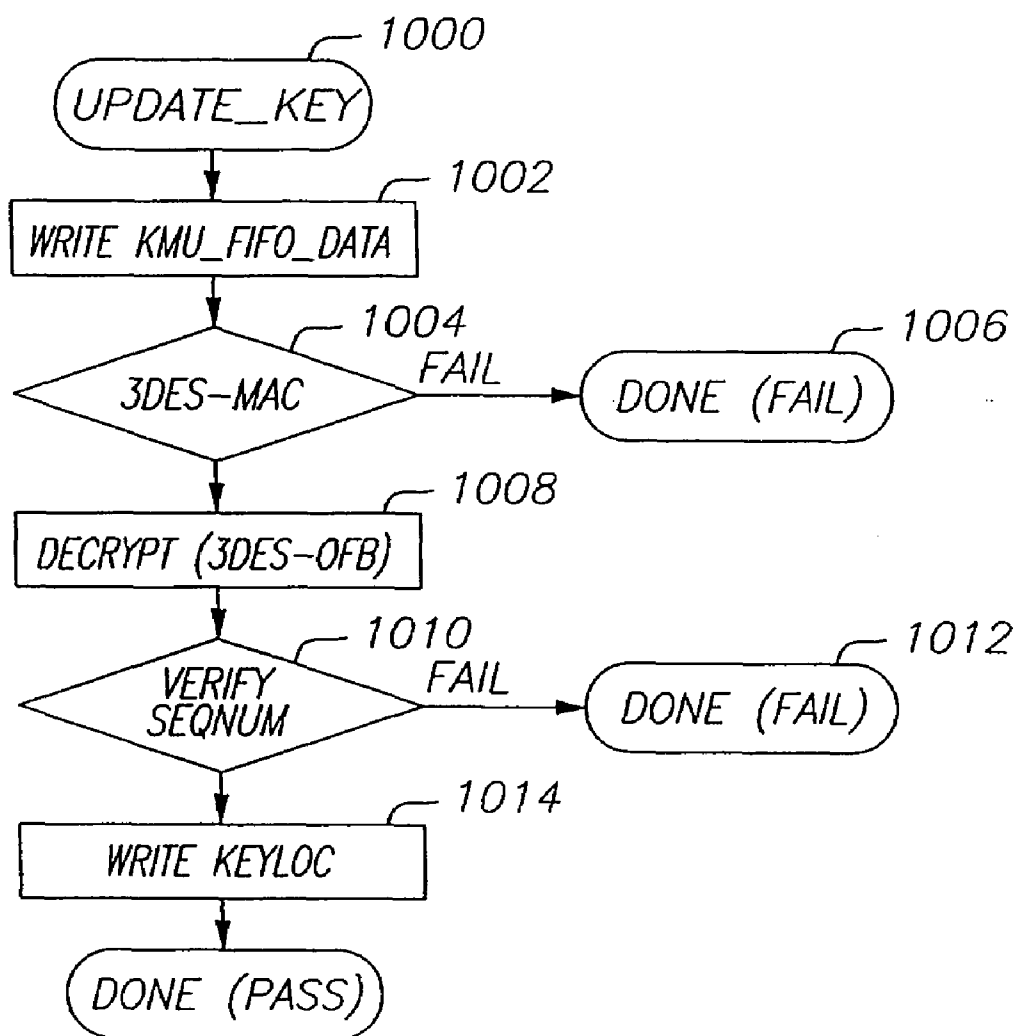 1000
UPDATE_KEY
1002
WRITE KMU_FIFO_DATA
1004
3DES-MAC
FAIL
1006
DONE (FAIL)
1008
DECRYPT (3DES-OFB)
1010
VERIFY
SEQNUM
FAIL
1012
DONE (FAIL)
1014
WRITE KEYLOC
DONE (PASS)